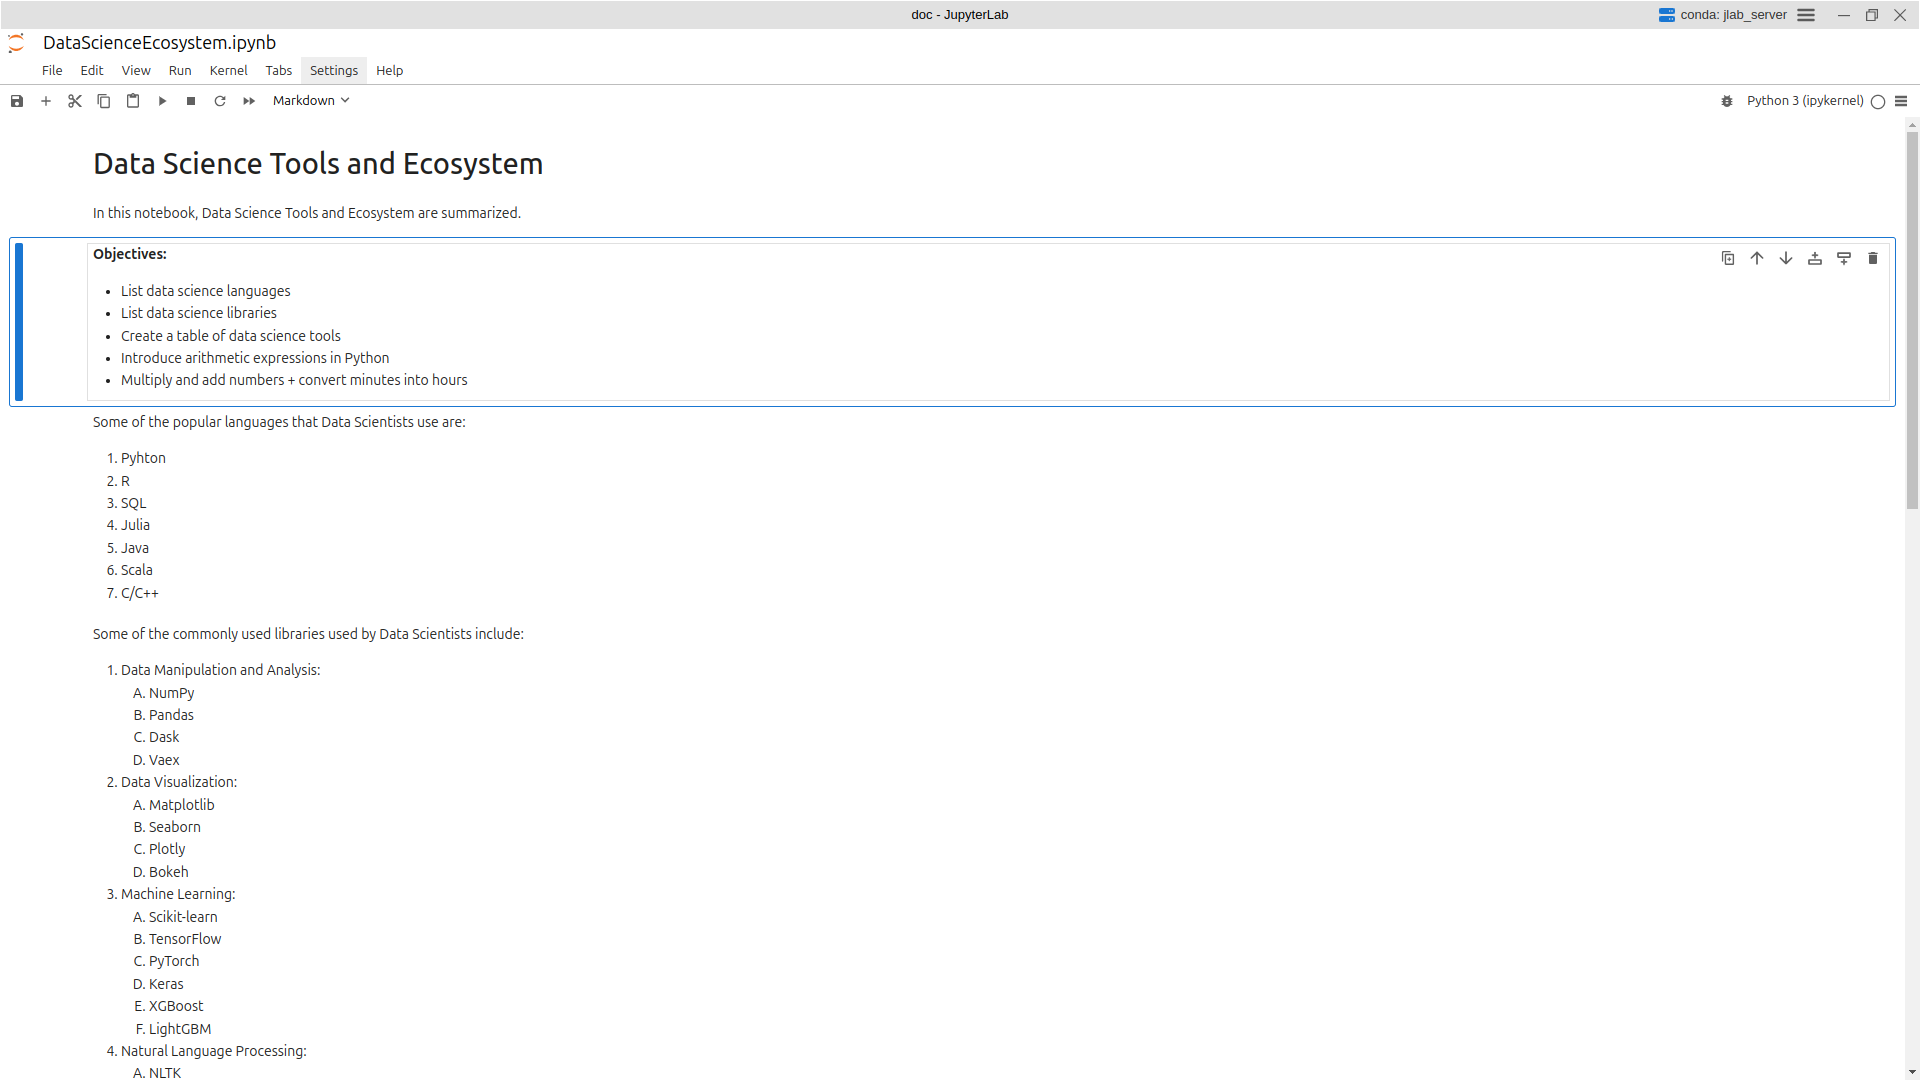 doc - JupyterLab
conda: jlab_server
DataScienceEcosystem.ipynb
File Edit View Run Kernel Tabs Settings Help
Markdown
Python 3 (ipykernel)
Data Science Tools and Ecosystem
In this notebook, Data Science Tools and Ecosystem are summarized.
Objectives:
• List data science languages
• List data science libraries
• Create a table of data science tools
• Introduce arithmetic expressions in Python
• Multiply and add numbers + convert minutes into hours
Some of the popular languages that Data Scientists use are:
1. Pyhton
2. R
3. SQL
4. Julia
5. Java
6. Scala
7. C/C++
Some of the commonly used libraries used by Data Scientists include:
1. Data Manipulation and Analysis:
A. NumPy
B. Pandas
C. Dask
D. Vaex
2. Data Visualization:
A. Matplotlib
B. Seaborn
C. Plotly
D. Bokeh
3. Machine Learning:
A. Scikit-learn
B. TensorFlow
C. PyTorch
D. Keras
E. XGBoost
F. LightGBM
4. Natural Language Processing:
A. NLTK